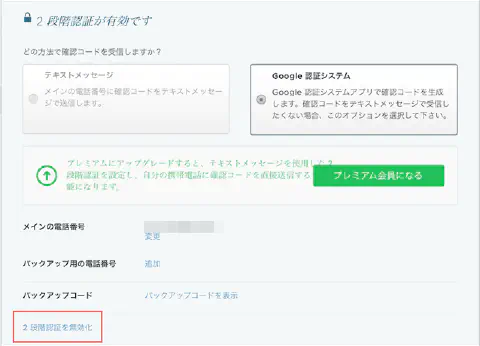 2 段階認証が有効です
どの方法で確認コードを受信しますか？
テキストメッセージ
メインの電話番号に確認コードをテキストメッセージ
で送信します。
Google 認証システム
Google 認証システムアプリで確認コードを生成
します。確認コードをテキストメッセージで受信し
たくない場合、このオプションを選択して下さい。
プレミアムにアップグレードすると、テキストメッセージを使用した 2
段階認証を設定し、自分の携帯電話に確認コードを直接送信する
能になります。
プレミアム会員になる
メインの電話番号
変更
バックアップ用の電話番号 追加
バックアップコード バックアップコードを表示
2 段階認証を無効化